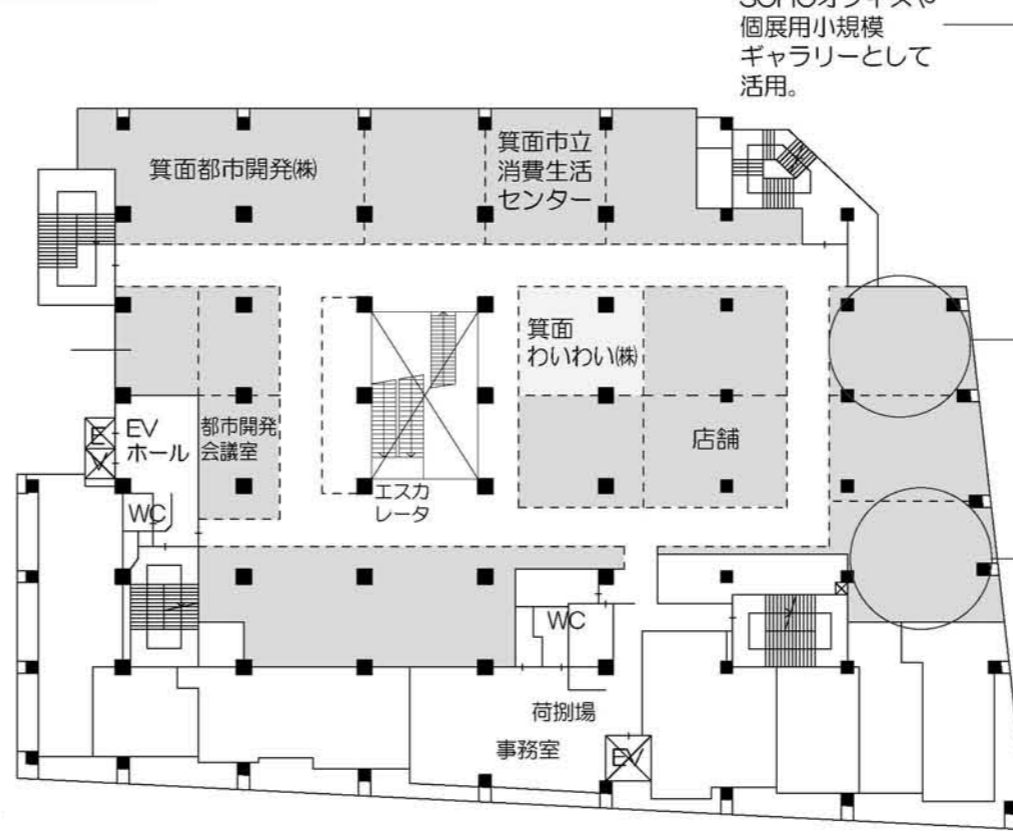 SOHOオフィスや
個展用小規模
ギャラリーとして
活用。
箕面都市開発㈱
箕面市立
消費生活
センター
箕面
わいわい㈱
EV
ホール
EV
都市開発
会議室
店舗
エスカ
レータ
WC
WC
荷捌場
事務室
EV